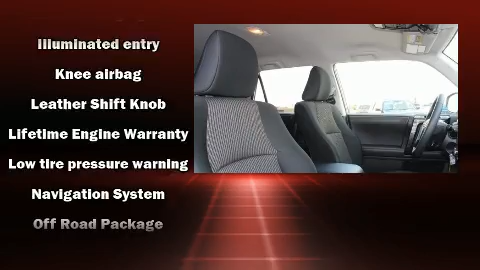 Illuminated entry
Knee airbag
Leather Shift Knob
Lifetime Engine Warranty
Low tire pressure warning
Navigation System
Off Road Package